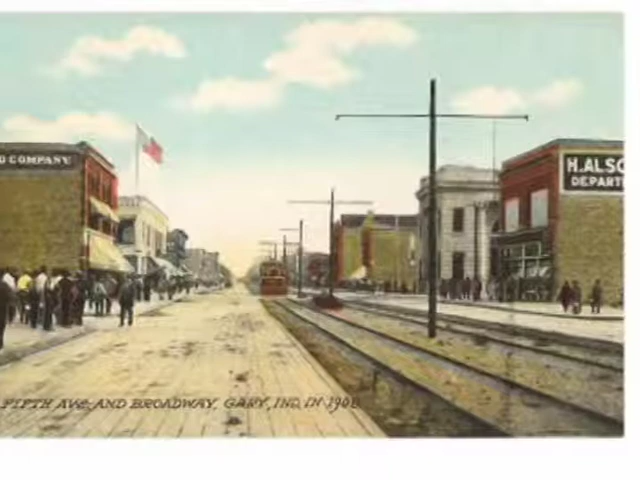 O COMPANY
H. ALSC
DEPART
FIFTH AVE. AND BROADWAY, GARY, IND. IN 1908